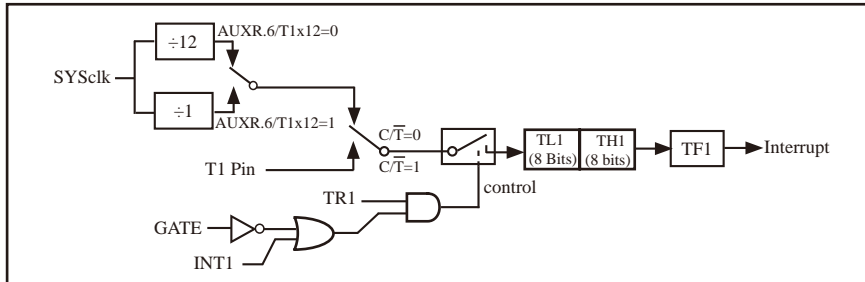 AUXR.6/T1x12=0
÷12
SYSclk
÷1
AUXR.6/T1x12=1
C/T̅=0
C/T̅=1
T1 Pin
TL1
(8 Bits)
TH1
(8 bits)
TF1
Interrupt
control
TR1
GATE
INT1